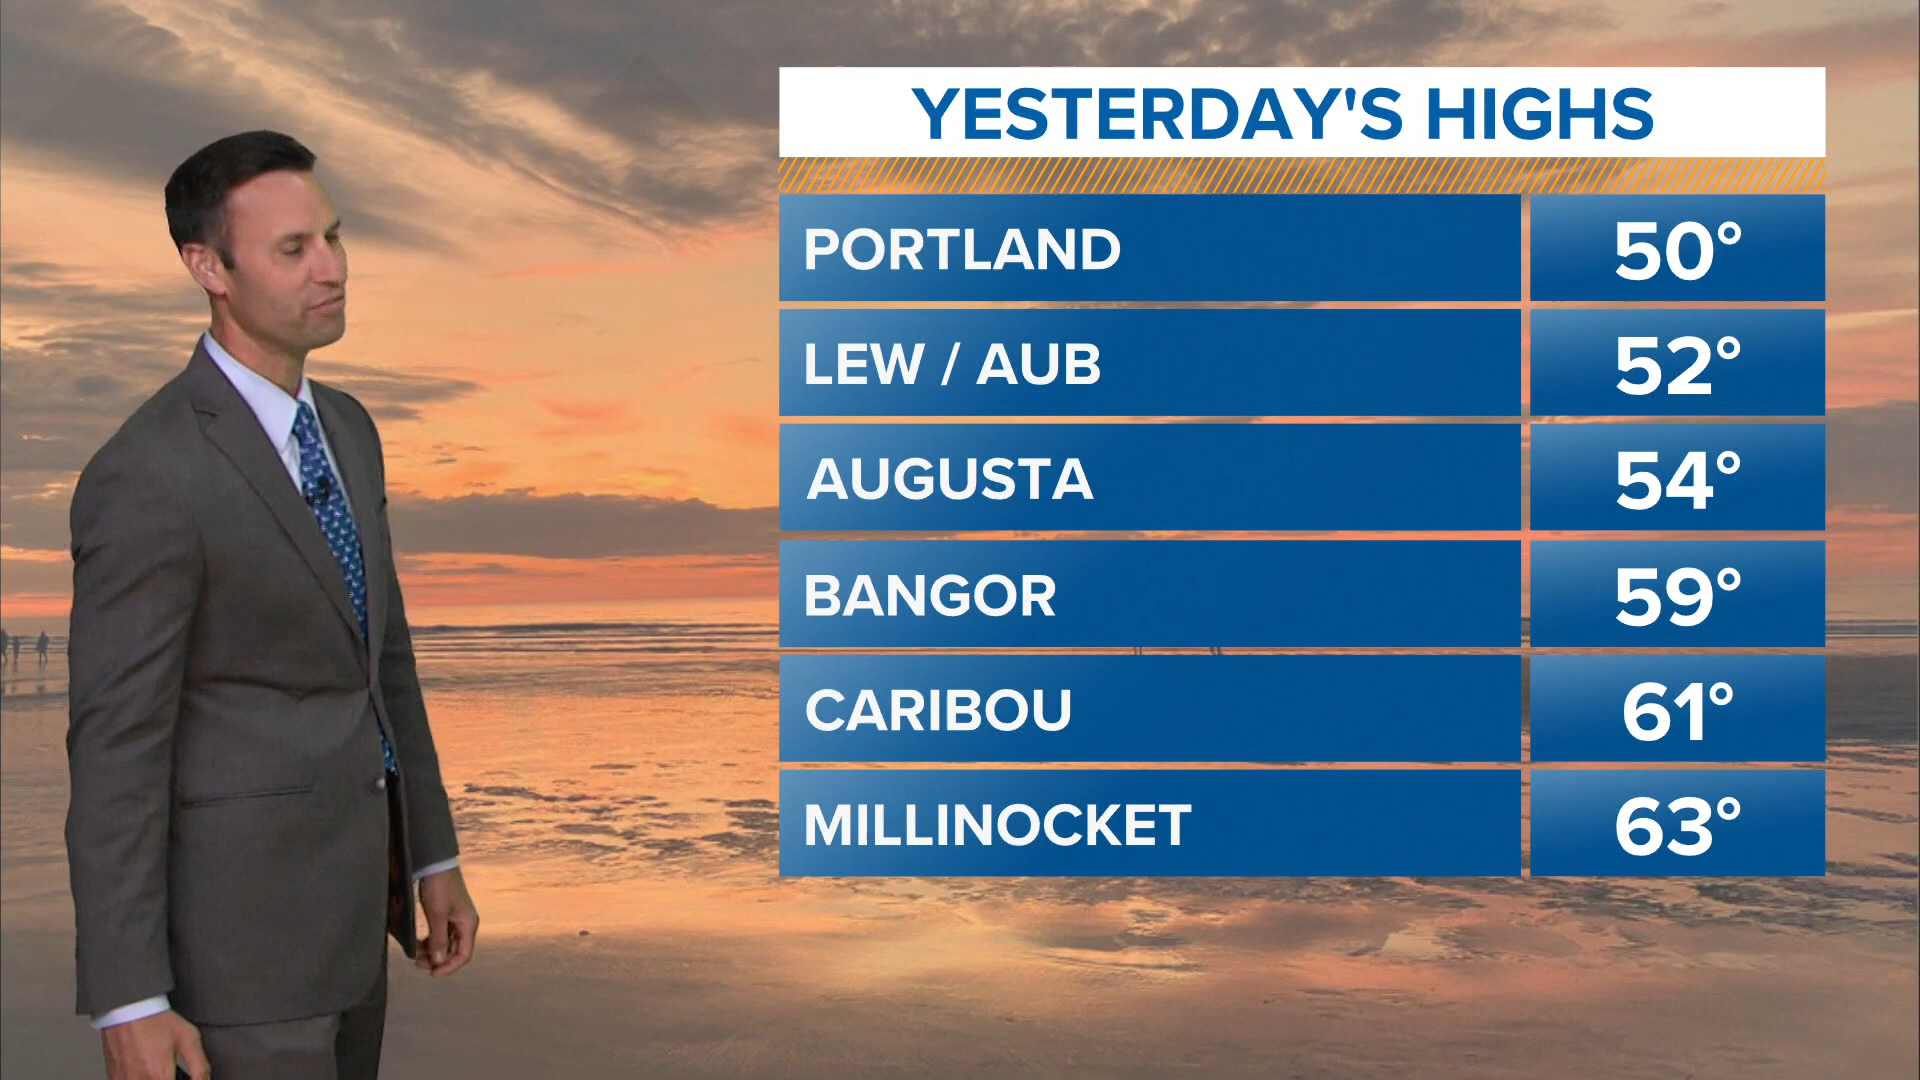 YESTERDAY'S HIGHS
PORTLAND 50°
LEW / AUB 52°
AUGUSTA 54°
BANGOR 59°
CARIBOU 61°
MILLINOCKET 63°